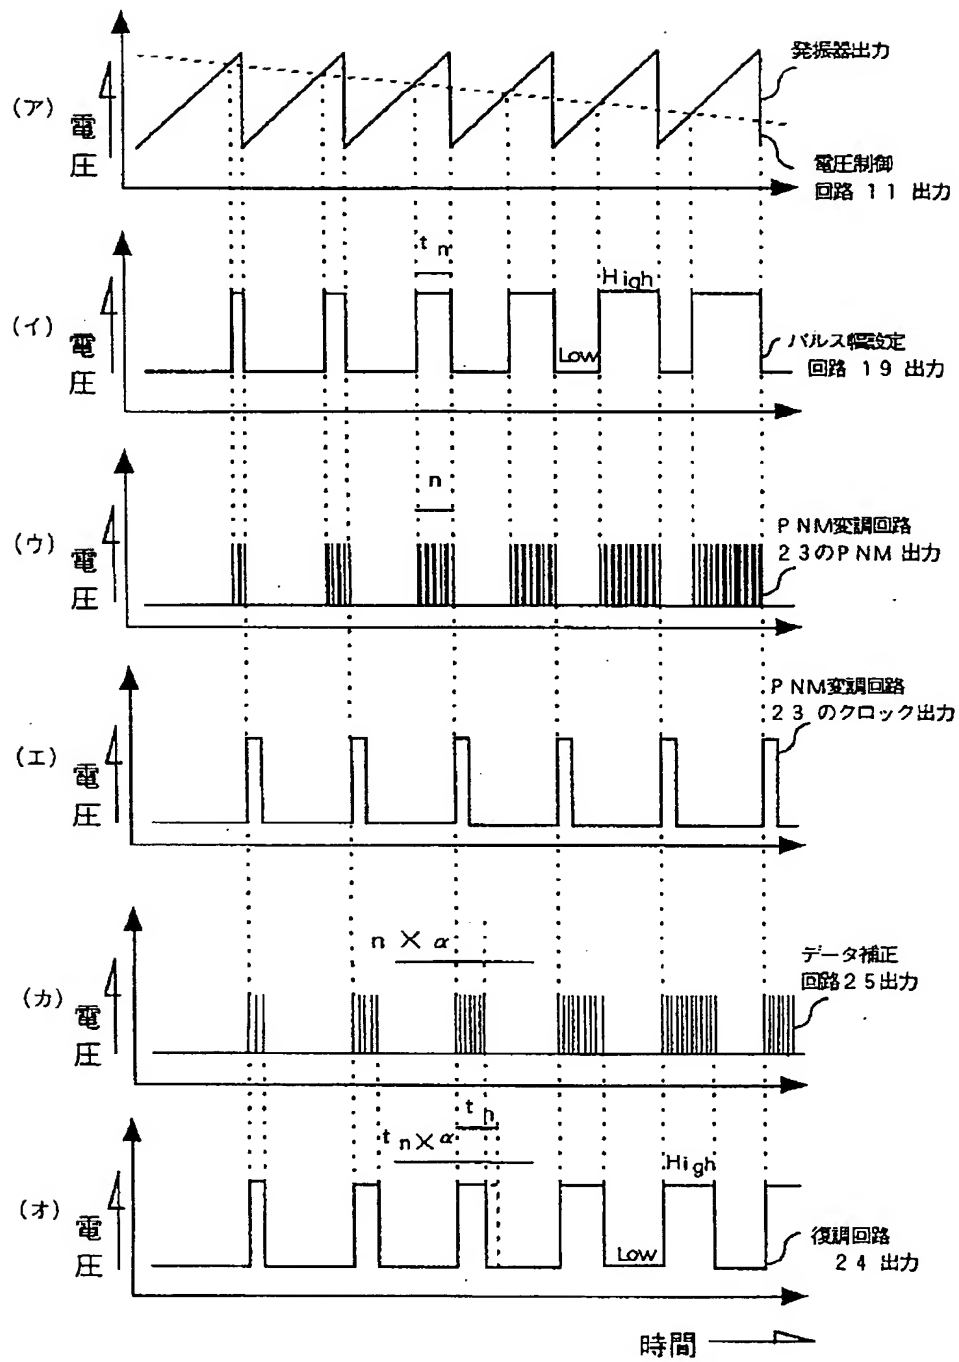 (ア)
電
圧
発振器出力
電圧制御
回路 11 出力
(イ)
電
圧
t n
High
Low
パルス幅設定
回路 19 出力
(ウ)
電
圧
n
PNM変調回路
23のPNM 出力
(エ)
電
圧
PNM変調回路
23 のクロック出力
(カ)
電
圧
n × α
データ補正
回路25出力
(オ)
電
圧
t n
t n × α
High
Low
復調回路
24 出力
時間